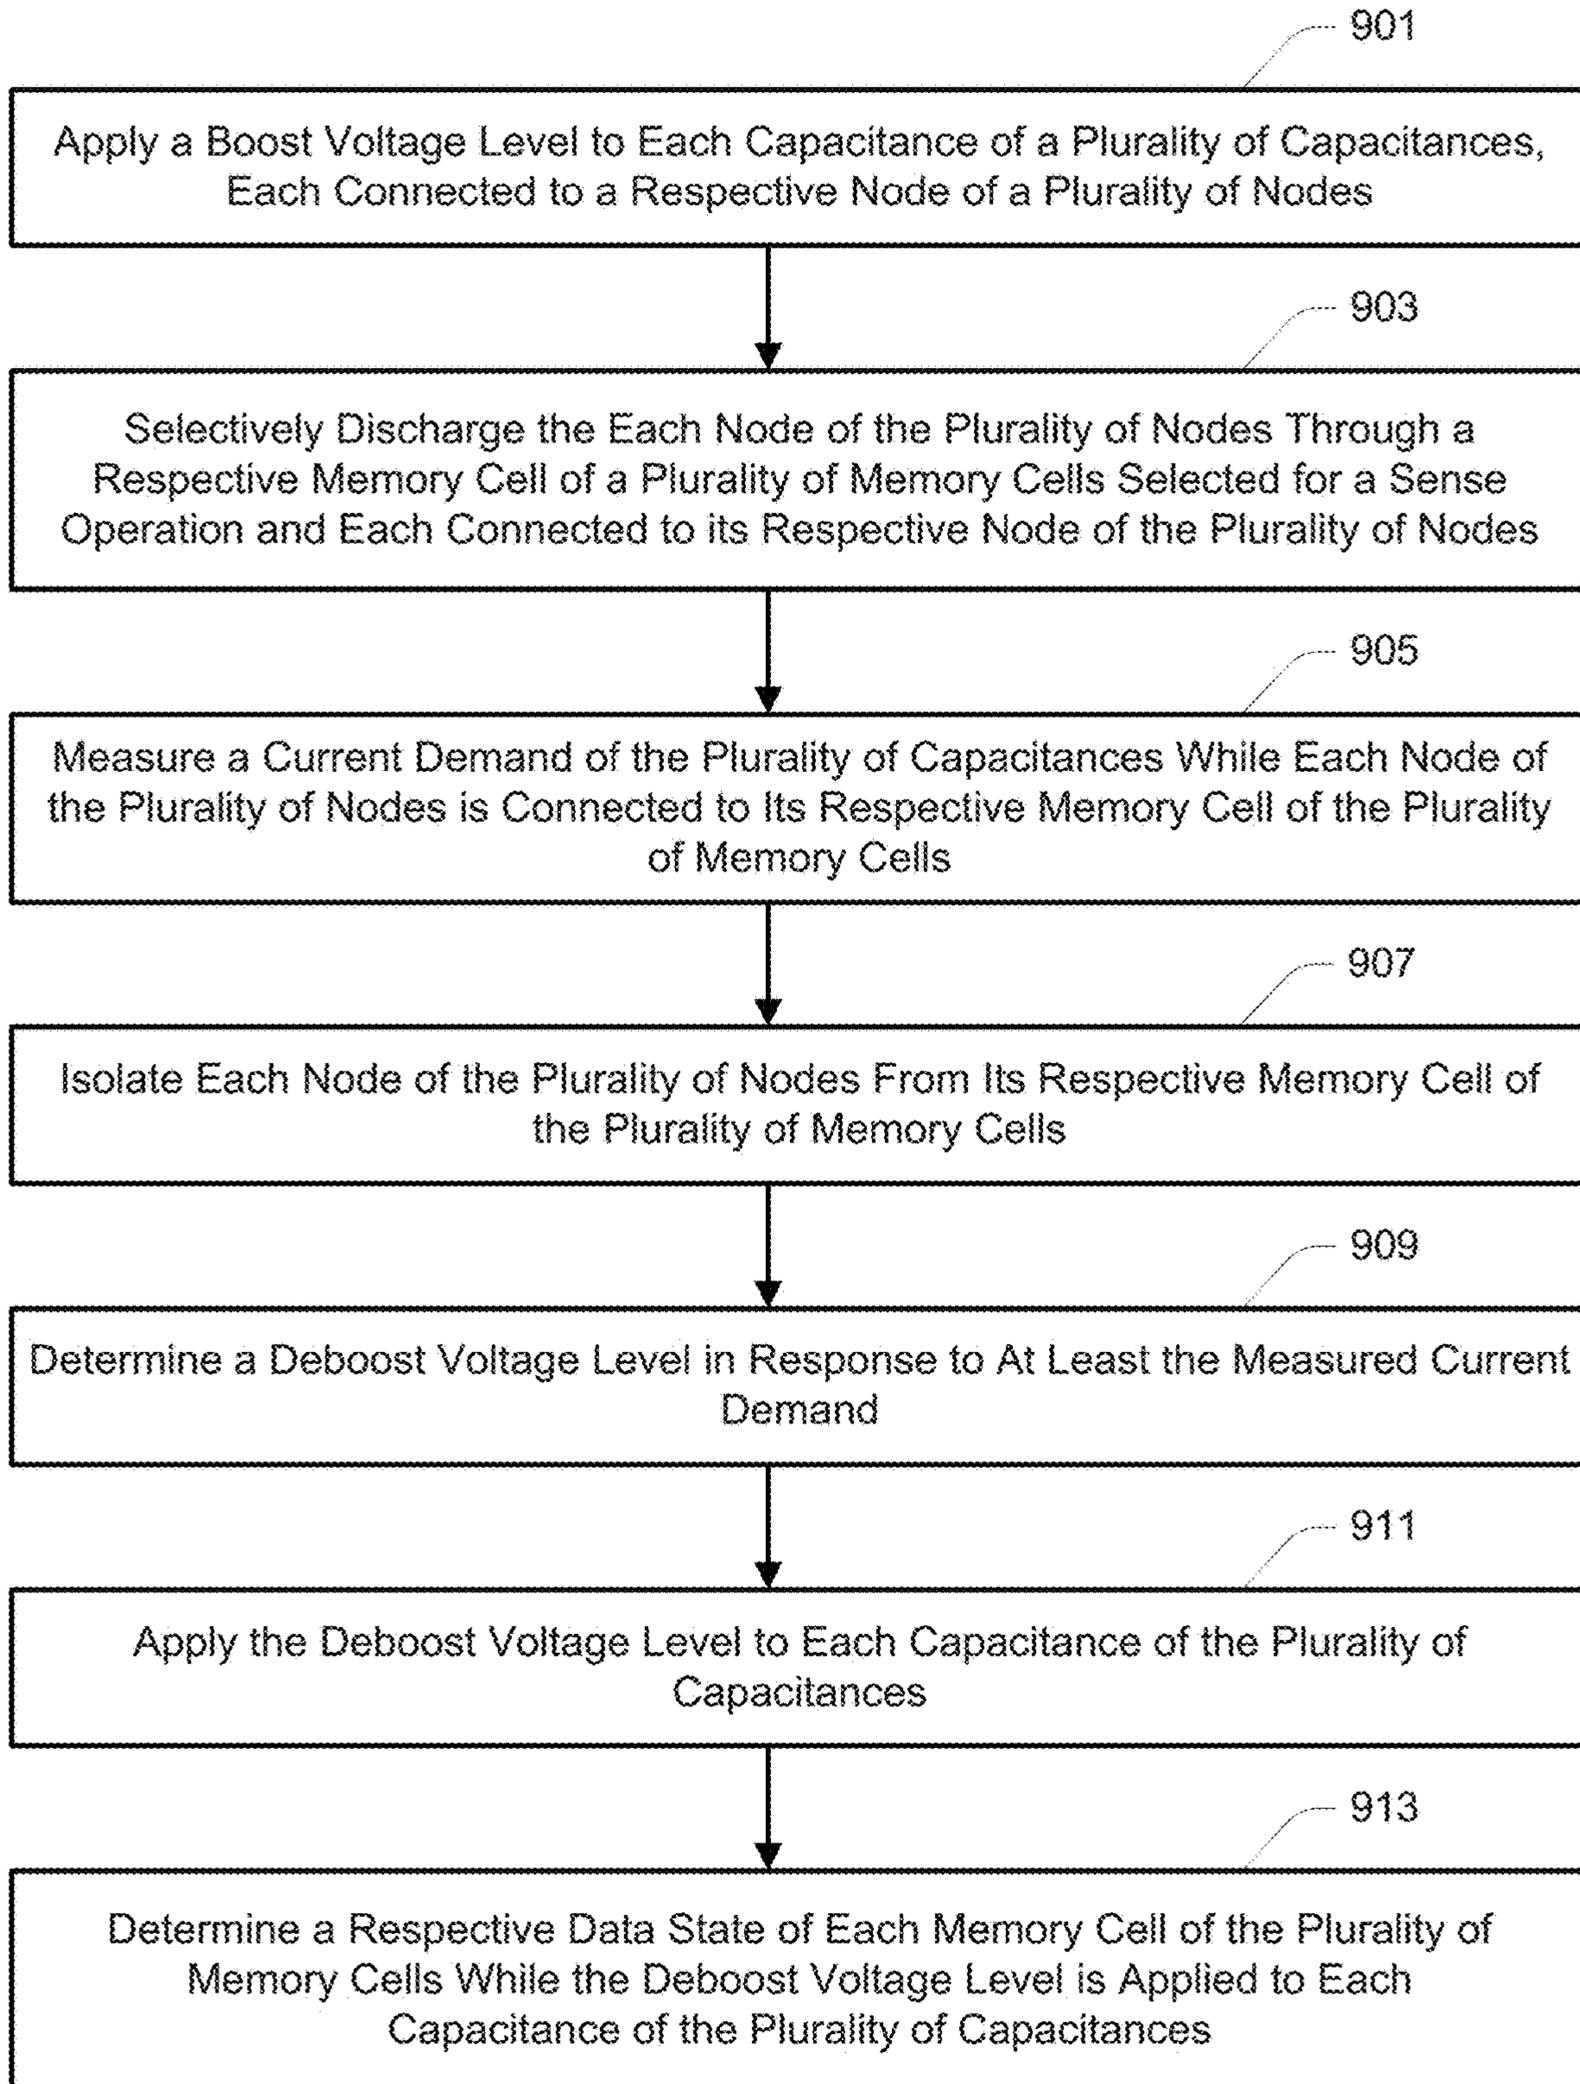 901
Apply a Boost Voltage Level to Each Capacitance of a Plurality of Capacitances,
Each Connected to a Respective Node of a Plurality of Nodes
903
Selectively Discharge the Each Node of the Plurality of Nodes Through a
Respective Memory Cell of a Plurality of Memory Cells Selected for a Sense
Operation and Each Connected to its Respective Node of the Plurality of Nodes
905
Measure a Current Demand of the Plurality of Capacitances While Each Node of
the Plurality of Nodes is Connected to Its Respective Memory Cell of the Plurality
of Memory Cells
907
Isolate Each Node of the Plurality of Nodes From Its Respective Memory Cell of
the Plurality of Memory Cells
909
Determine a Deboost Voltage Level in Response to At Least the Measured Current
Demand
911
Apply the Deboost Voltage Level to Each Capacitance of the Plurality of
Capacitances
913
Determine a Respective Data State of Each Memory Cell of the Plurality of
Memory Cells While the Deboost Voltage Level is Applied to Each
Capacitance of the Plurality of Capacitances